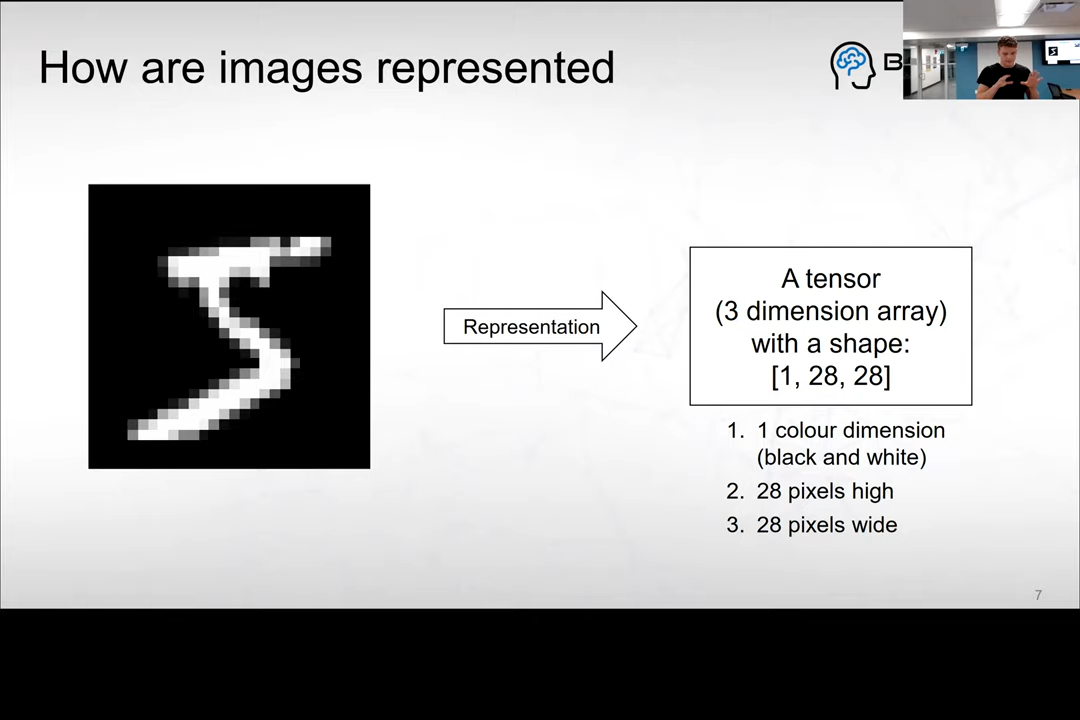 How are images represented
B
Representation
A tensor
(3 dimension array)
with a shape:
[1, 28, 28]
1. 1 colour dimension
(black and white)
2. 28 pixels high
3. 28 pixels wide
7